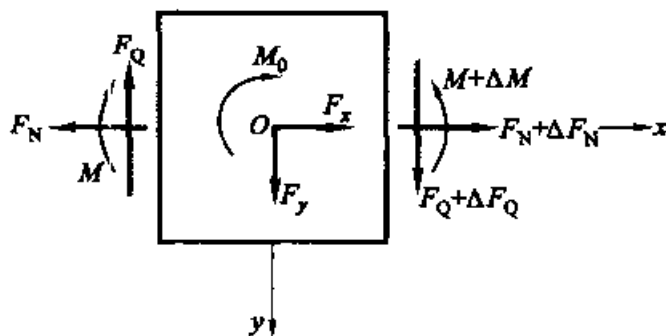 F_Q
M_0
M+ΔM
F_N
O
F_x
F_N+ΔF_N
x
M
F_y
F_Q+ΔF_Q
y